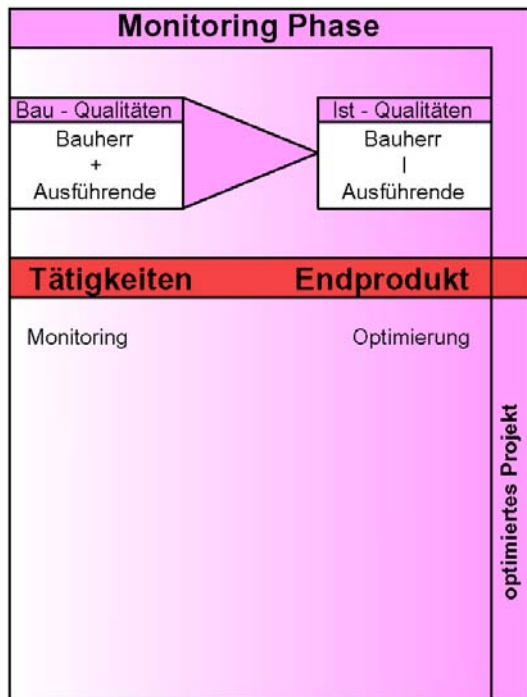 Monitoring Phase
Bau - Qualitäten
Bauherr
+
Ausführende
Ist - Qualitäten
Bauherr
|
Ausführende
Tätigkeiten Endprodukt
Monitoring Optimierung
optimiertes Projekt